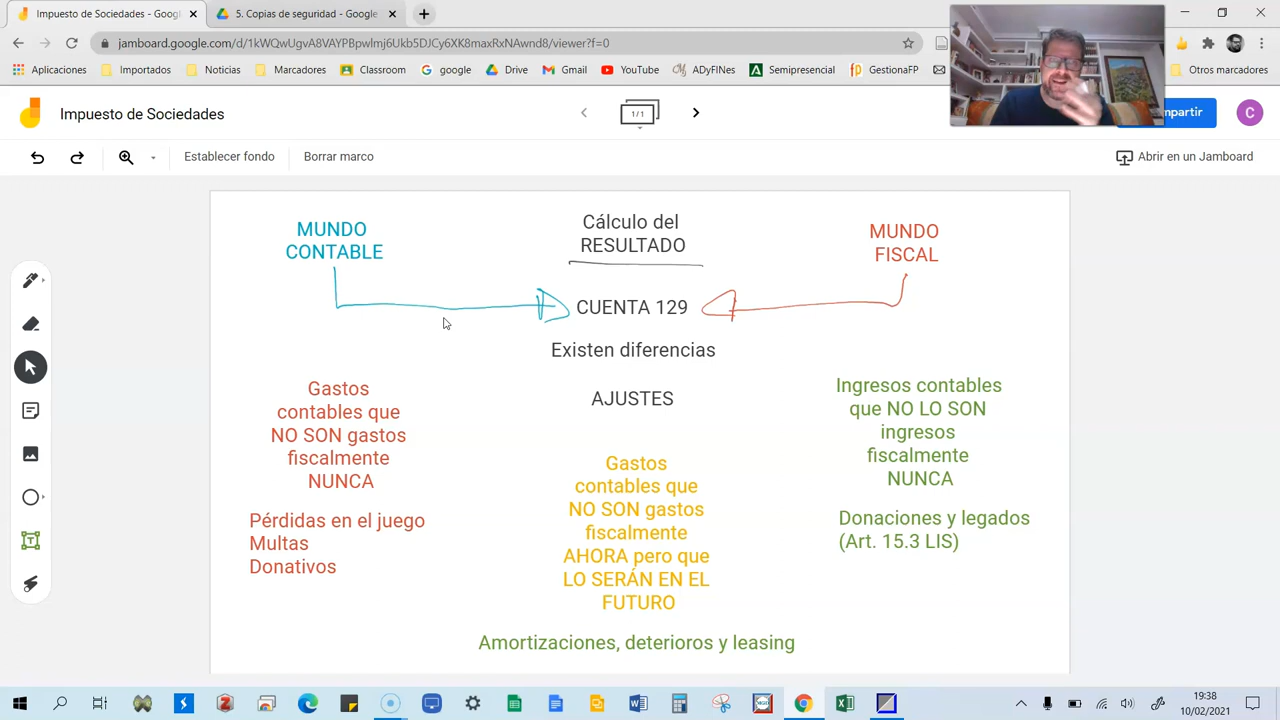 Impuesto de Sociedades - Google
5. Copias de seguridad - Google
jamboard.google.com/d/1kWQwUgvA8VAYPBpwlmj6Ukb5DJCy6XK8maxRxNAwnd8/viewer?f=0
Aplicaciones
Importados
Noticias
Marcadores
google
Drive
Gmail
YouTube
ADyFINes
Semipresen
GestionaFP
Otros marcadores
Impuesto de Sociedades
1/1
C
Establecer fondo
Borrar marco
Abrir en un Jamboard
MUNDO
CONTABLE
Cálculo del
RESULTADO
MUNDO
FISCAL
CUENTA 129
Existen diferencias
AJUSTES
Gastos
contables que
NO SON gastos
fiscalmente
NUNCA
Pérdidas en el juego
Multas
Donativos
Gastos
contables que
NO SON gastos
fiscalmente
AHORA pero que
LO SERÁN EN EL
FUTURO
Ingresos contables
que NO LO SON
ingresos
fiscalmente
NUNCA
Donaciones y legados
(Art. 15.3 LIS)
Amortizaciones, deterioros y leasing
19:38
10/02/2021